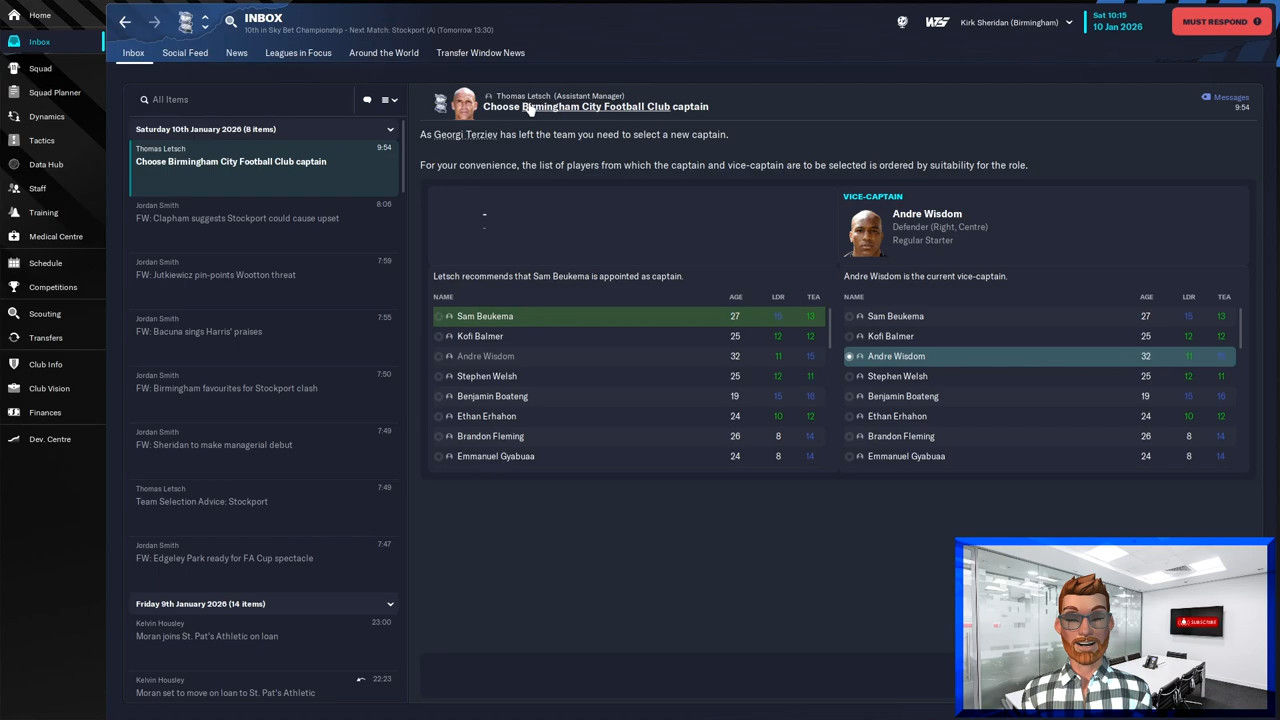 Home
Inbox
Squad
Squad Planner
Dynamics
Tactics
Data Hub
Staff
Training
Medical Centre
Schedule
Competitions
Scouting
Transfers
Club Info
Club Vision
Finances
Dev. Centre
INBOX
10th in Sky Bet Championship - Next Match: Stockport (A) (Tomorrow 13:30)
Kirk Sheridan (Birmingham)
Sat 10:15
10 Jan 2026
MUST RESPOND
Inbox Social Feed News Leagues in Focus Around the World Transfer Window News
All Items
Saturday 10th January 2026 (8 items)
Thomas Letsch 9:54
Choose Birmingham City Football Club captain
Jordan Smith 8:06
FW: Clapham suggests Stockport could cause upset
Jordan Smith 7:59
FW: Jutkiewicz pin-points Wootton threat
Jordan Smith 7:55
FW: Bacuna sings Harris' praises
Jordan Smith 7:50
FW: Birmingham favourites for Stockport clash
Jordan Smith 7:49
FW: Sheridan to make managerial debut
Thomas Letsch 7:49
Team Selection Advice: Stockport
Jordan Smith 7:47
FW: Edgeley Park ready for FA Cup spectacle
Friday 9th January 2026 (14 items)
Kelvin Housley 23:00
Moran joins St. Pat's Athletic on loan
Kelvin Housley 22:23
Moran set to move on loan to St. Pat's Athletic
Thomas Letsch (Assistant Manager)
Choose Birmingham City Football Club captain
Messages
9:54
As Georgi Terziev has left the team you need to select a new captain.
For your convenience, the list of players from which the captain and vice-captain are to be selected is ordered by suitability for the role.
-
-
Letsch recommends that Sam Beukema is appointed as captain.
NAME AGE LDR TEA
Sam Beukema 27 15 13
Kofi Balmer 25 12 12
Andre Wisdom 32 11 15
Stephen Welsh 25 12 11
Benjamin Boateng 19 15 16
Ethan Erhahon 24 10 12
Brandon Fleming 26 8 14
Emmanuel Gyabuaa 24 8 14
VICE-CAPTAIN
Andre Wisdom
Defender (Right, Centre)
Regular Starter
Andre Wisdom is the current vice-captain.
NAME AGE LDR TEA
Sam Beukema 27 15 13
Kofi Balmer 25 12 12
Andre Wisdom 32 11 15
Stephen Welsh 25 12 11
Benjamin Boateng 19 15 16
Ethan Erhahon 24 10 12
Brandon Fleming 26 8 14
Emmanuel Gyabuaa 24 8 14
SUBSCRIBE